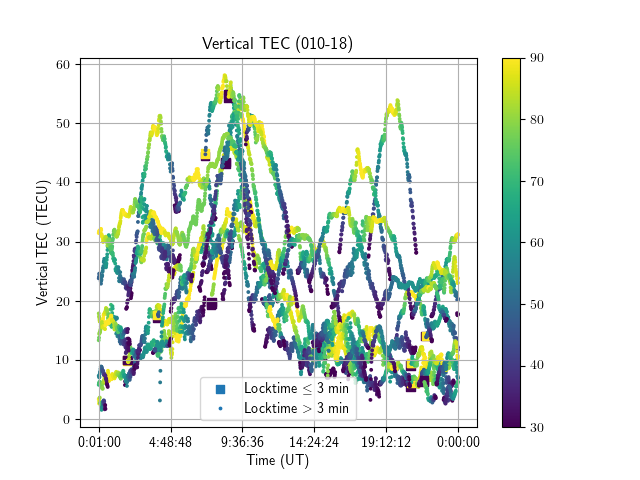 Vertical TEC (010-18)
Vertical TEC (TECU)
60
50
40
30
20
10
0
0:01:00 4:48:48 9:36:36 14:24:24 19:12:12 0:00:00
Time (UT)
Locktime ≤ 3 min
Locktime > 3 min
90
80
70
60
50
40
30